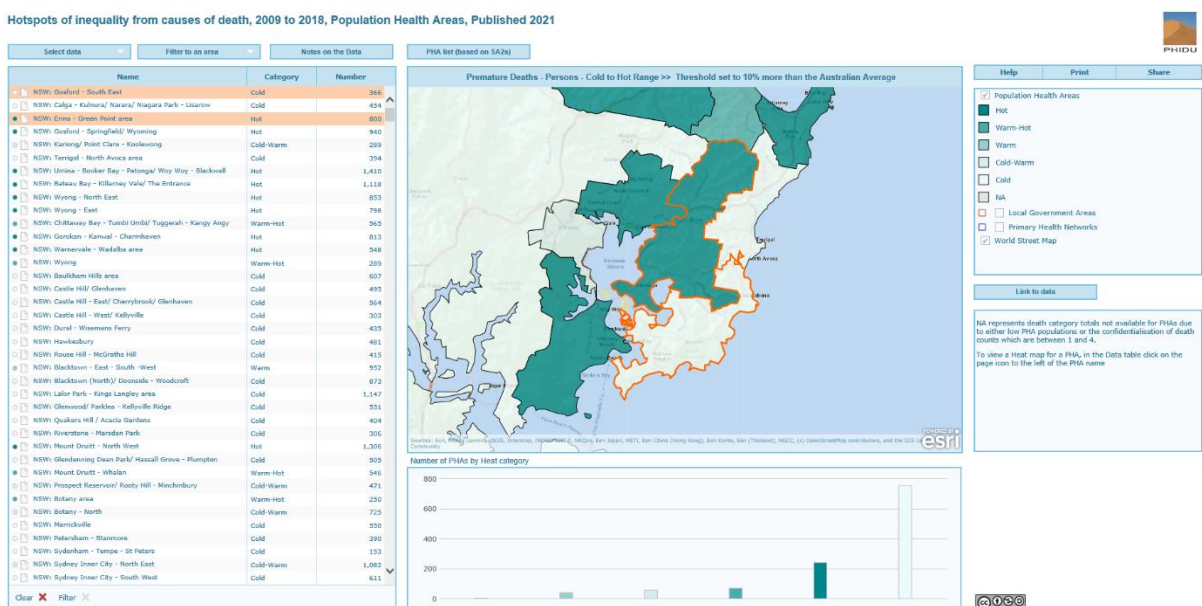 Hotspots of inequality from causes of death, 2009 to 2018, Population Health Areas, Published 2021
PHIDU
Select data
Filter to an area
Notes on the Data
PHA list (based on SA2s)
Name Category Number
NSW: Gosford - South East Cold 366
NSW: Calga - Kulnura/ Narara/ Niagara Park - Lisarow Cold 454
NSW: Erina - Green Point area Hot 800
NSW: Gosford - Springfield/ Wyoming Hot 940
NSW: Kariong/ Point Clare - Koolewong Cold-Warm 289
NSW: Terrigal - North Avoca area Cold 394
NSW: Umina - Booker Bay - Patonga/ Woy Woy - Blackwall Hot 1,410
NSW: Bateau Bay - Killarney Vale/ The Entrance Hot 1,118
NSW: Wyong - North East Hot 853
NSW: Wyong - East Hot 798
NSW: Chittaway Bay - Tumbi Umbi/ Tuggerah - Kangy Angy Warm-Hot 565
NSW: Gorokan - Kanwal - Charmhaven Hot 813
NSW: Warnervale - Wadalba area Hot 548
NSW: Wyong Warm-Hot 289
NSW: Baulkham Hills area Cold 607
NSW: Castle Hill/ Glenhaven Cold 495
NSW: Castle Hill - East/ Cherrybrook/ Glenhaven Cold 564
NSW: Castle Hill - West/ Kellyville Cold 303
NSW: Dural - Wisemans Ferry Cold 435
NSW: Hawkesbury Cold 481
NSW: Rouse Hill - McGraths Hill Cold 415
NSW: Blacktown - East - South -West Warm 952
NSW: Blacktown (North)/ Doonside - Woodcroft Cold 872
NSW: Lalor Park - Kings Langley area Cold 1,147
NSW: Glenwood/ Parklea - Kellyville Ridge Cold 531
NSW: Quakers Hill / Acacia Gardens Cold 404
NSW: Riverstone - Marsden Park Cold 306
NSW: Mount Druitt - North West Hot 1,306
NSW: Glendenning Dean Park/ Hassall Grove - Plumpton Cold 505
NSW: Mount Druitt - Whalan Warm-Hot 546
NSW: Prospect Reservoir/ Rooty Hill - Minchinbury Cold-Warm 471
NSW: Botany area Warm-Hot 250
NSW: Botany - North Cold-Warm 725
NSW: Marrickville Cold 550
NSW: Petersham - Stanmore Cold 390
NSW: Sydenham - Tempe - St Peters Cold 153
NSW: Sydney Inner City - North East Cold-Warm 1,082
NSW: Sydney Inner City - South West Cold 611
Clear Filter
Premature Deaths - Persons - Cold to Hot Range >> Threshold set to 10% more than the Australian Average
North Avoca
POWERED BY
esri
Number of PHAs by Heat category
800
600
400
200
0
Help
Print
Share
Population Health Areas
Hot
Warm-Hot
Warm
Cold-Warm
Cold
NA
Local Government Areas
Primary Health Networks
World Street Map
Link to data
NA represents death category totals not available for PHAs due
to either low PHA populations or the confidentialisation of death
counts which are between 1 and 4.
To view a Heat map for a PHA, in the Data table click on the
page icon to the left of the PHA name